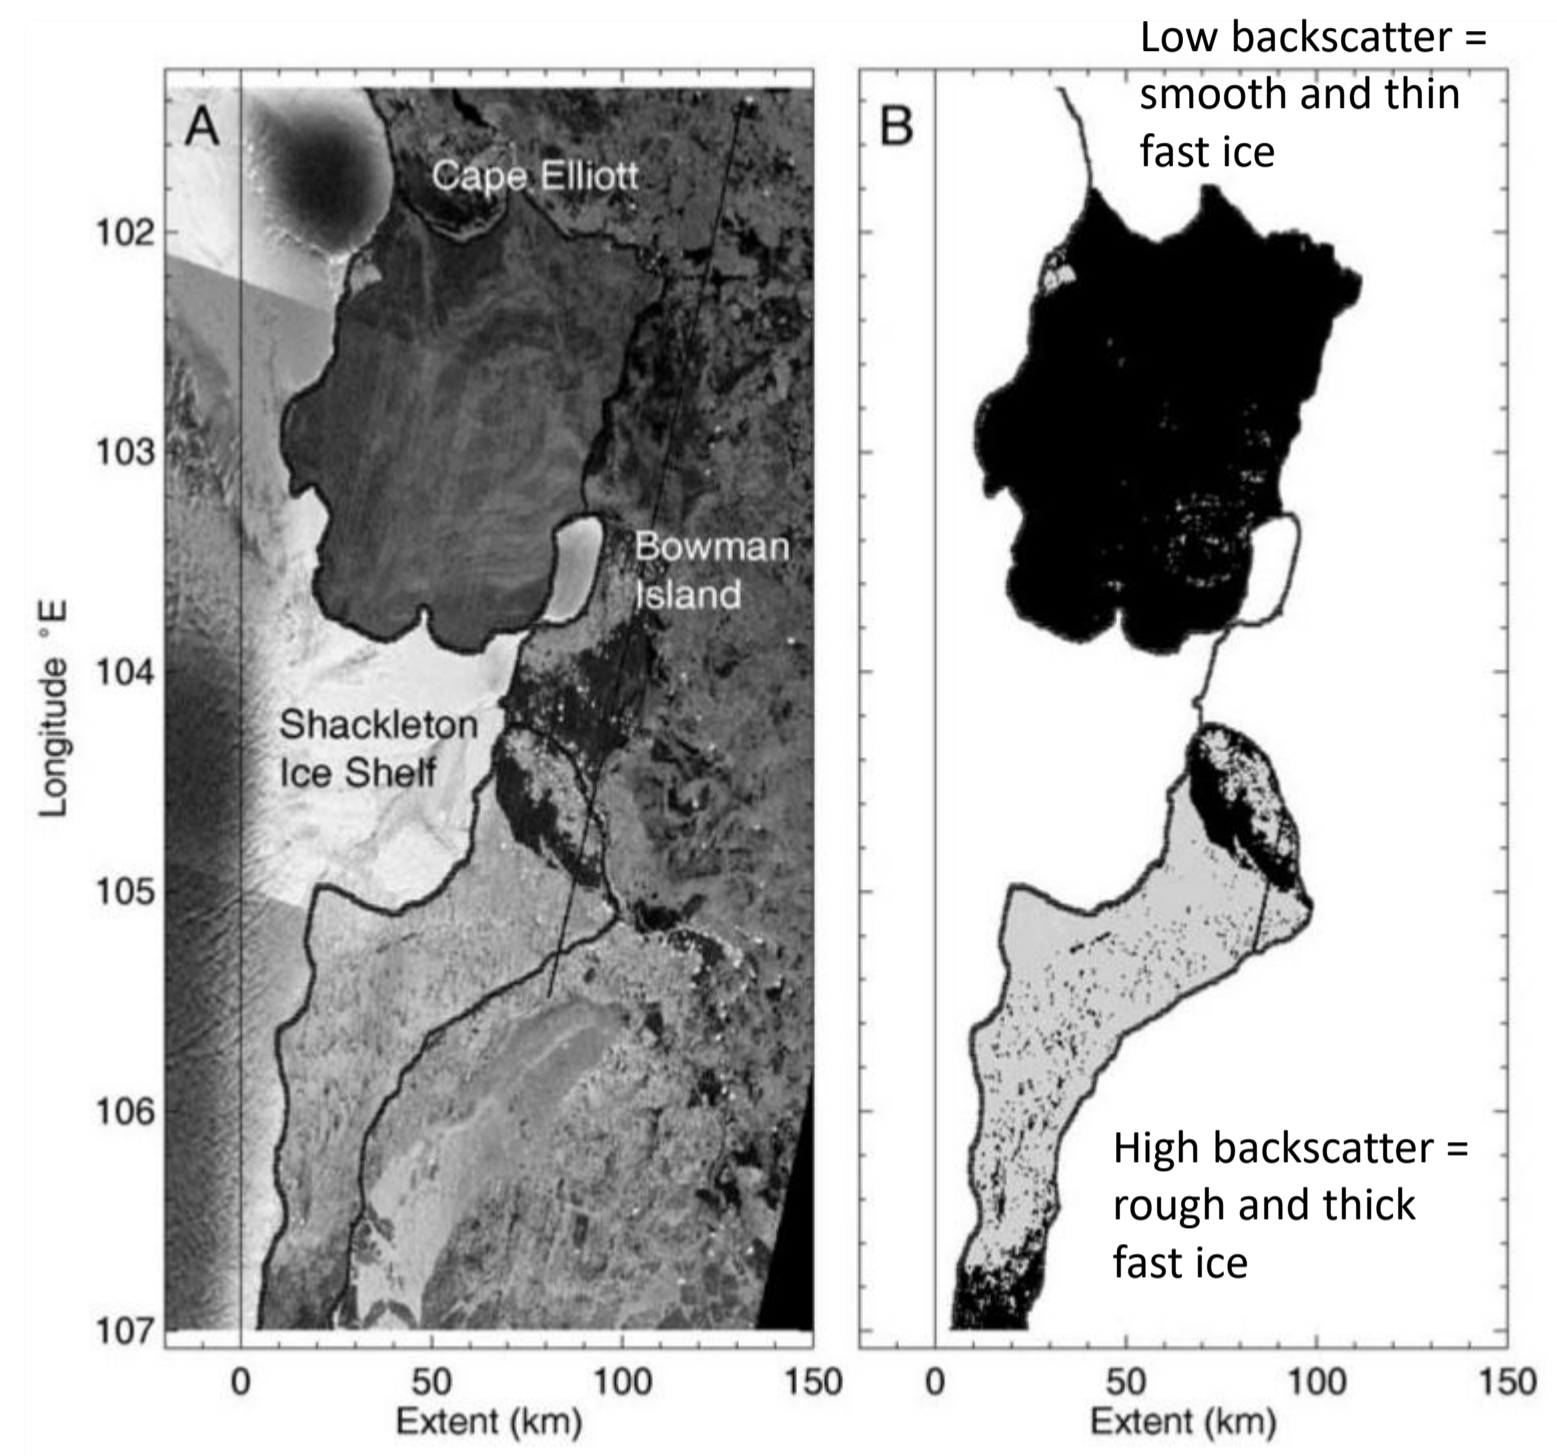 Low backscatter =
smooth and thin
fast ice
A
B
Cape Elliott
102
103
Bowman
Island
104
Shackleton
Ice Shelf
105
106
107
Longitude °E
High backscatter =
rough and thick
fast ice
0 50 100 150
0 50 100 150
Extent (km)
Extent (km)